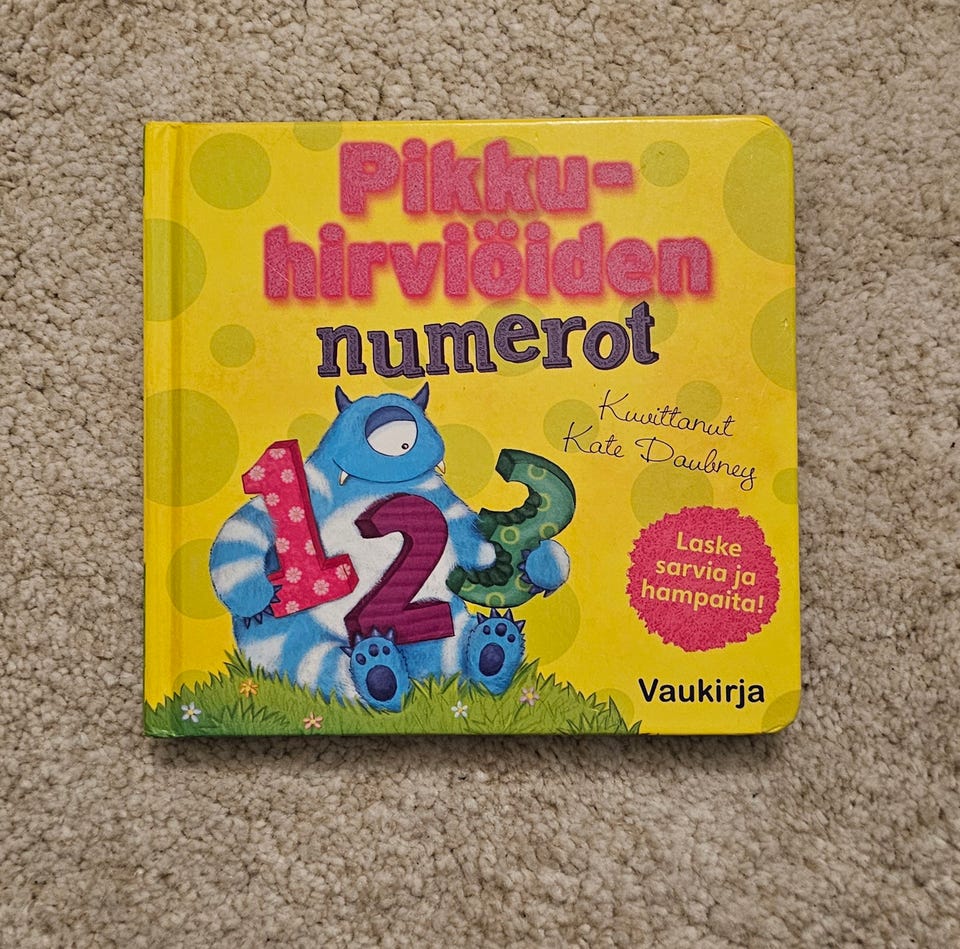 Pikku-
hirviöiden
numerot
Kuvittanut
Kate Daubney
1 2 3
Laske
sarvia ja
hampaita!
Vaukirja